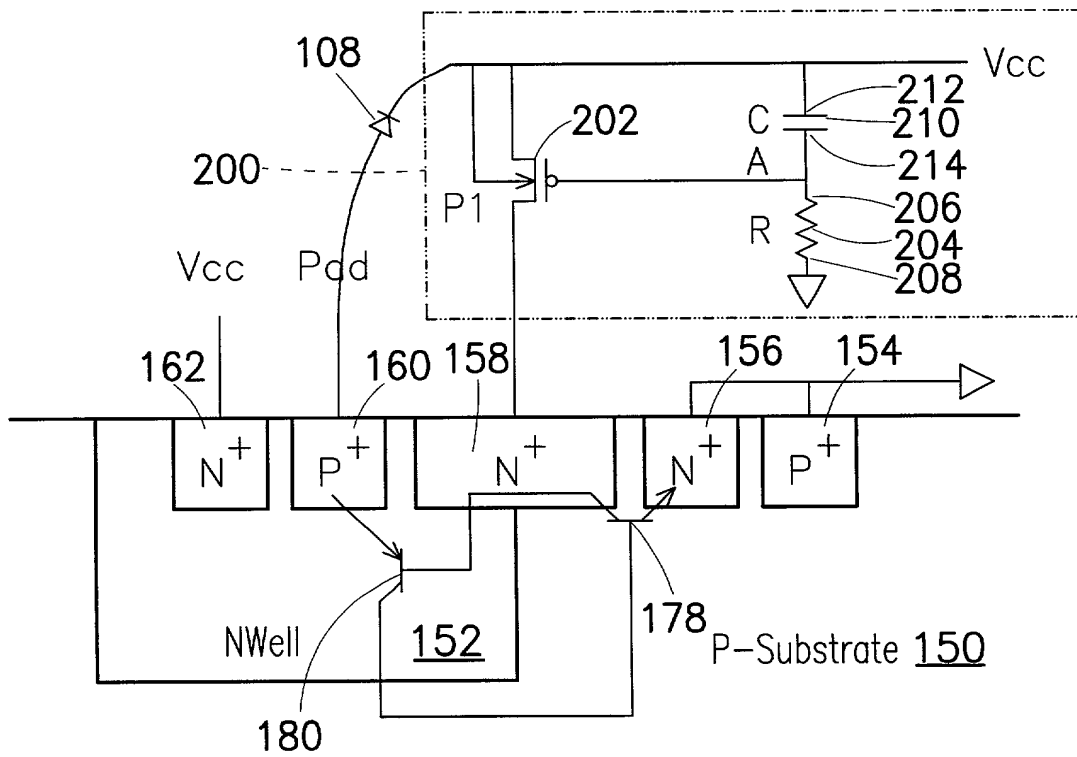 108
Vcc
212
C
210
202
214
A
200
P1
206
R
204
208
Vcc
Pad
162
160
158
156
154
N+
P+
N+
N+
P+
178
NWell
152
P-Substrate 150
180